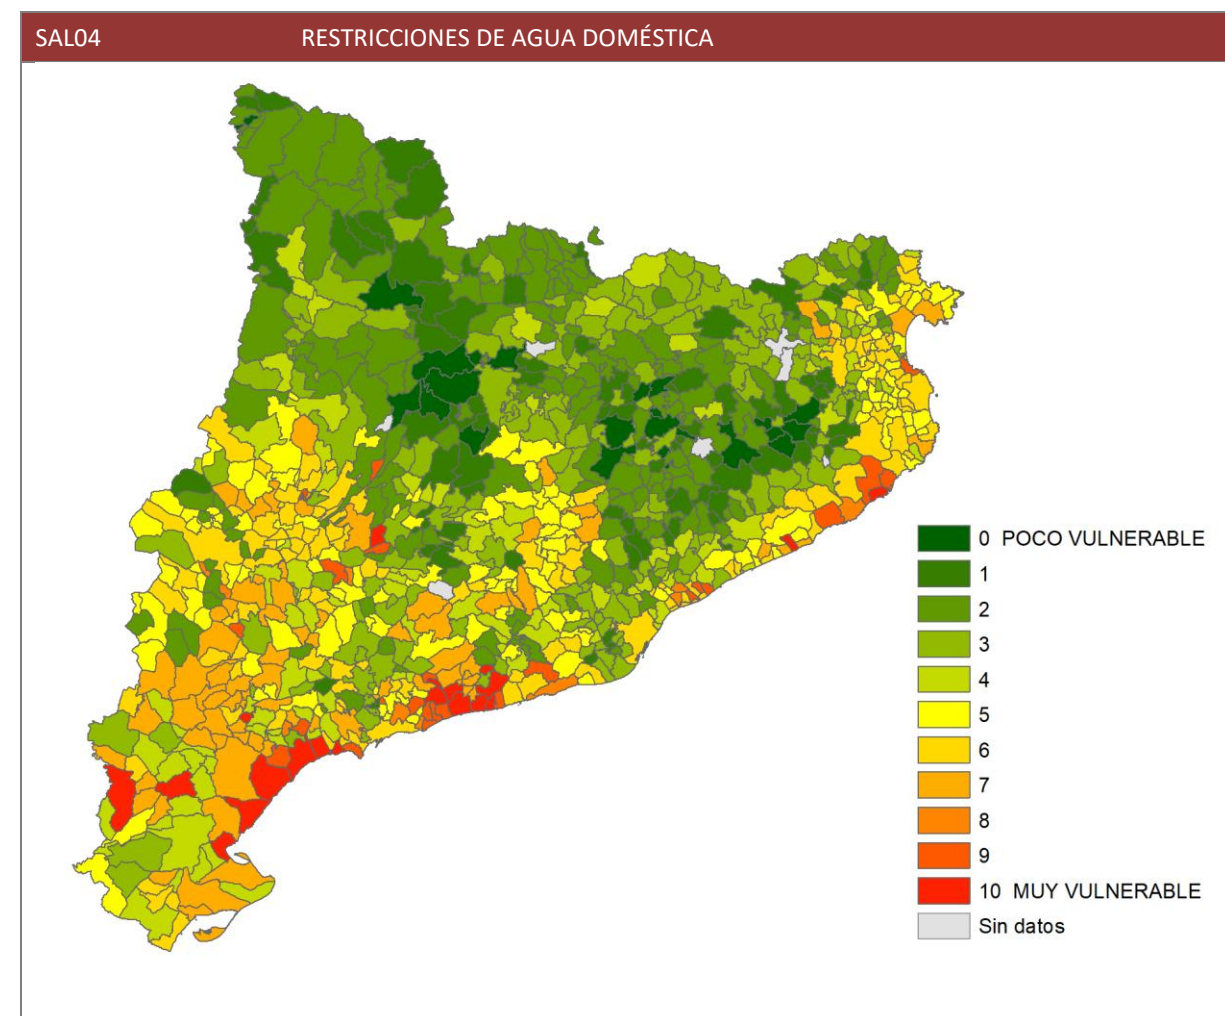 SAL04 RESTRICCIONES DE AGUA DOMÉSTICA
0 POCO VULNERABLE
1
2
3
4
5
6
7
8
9
10 MUY VULNERABLE
Sin datos